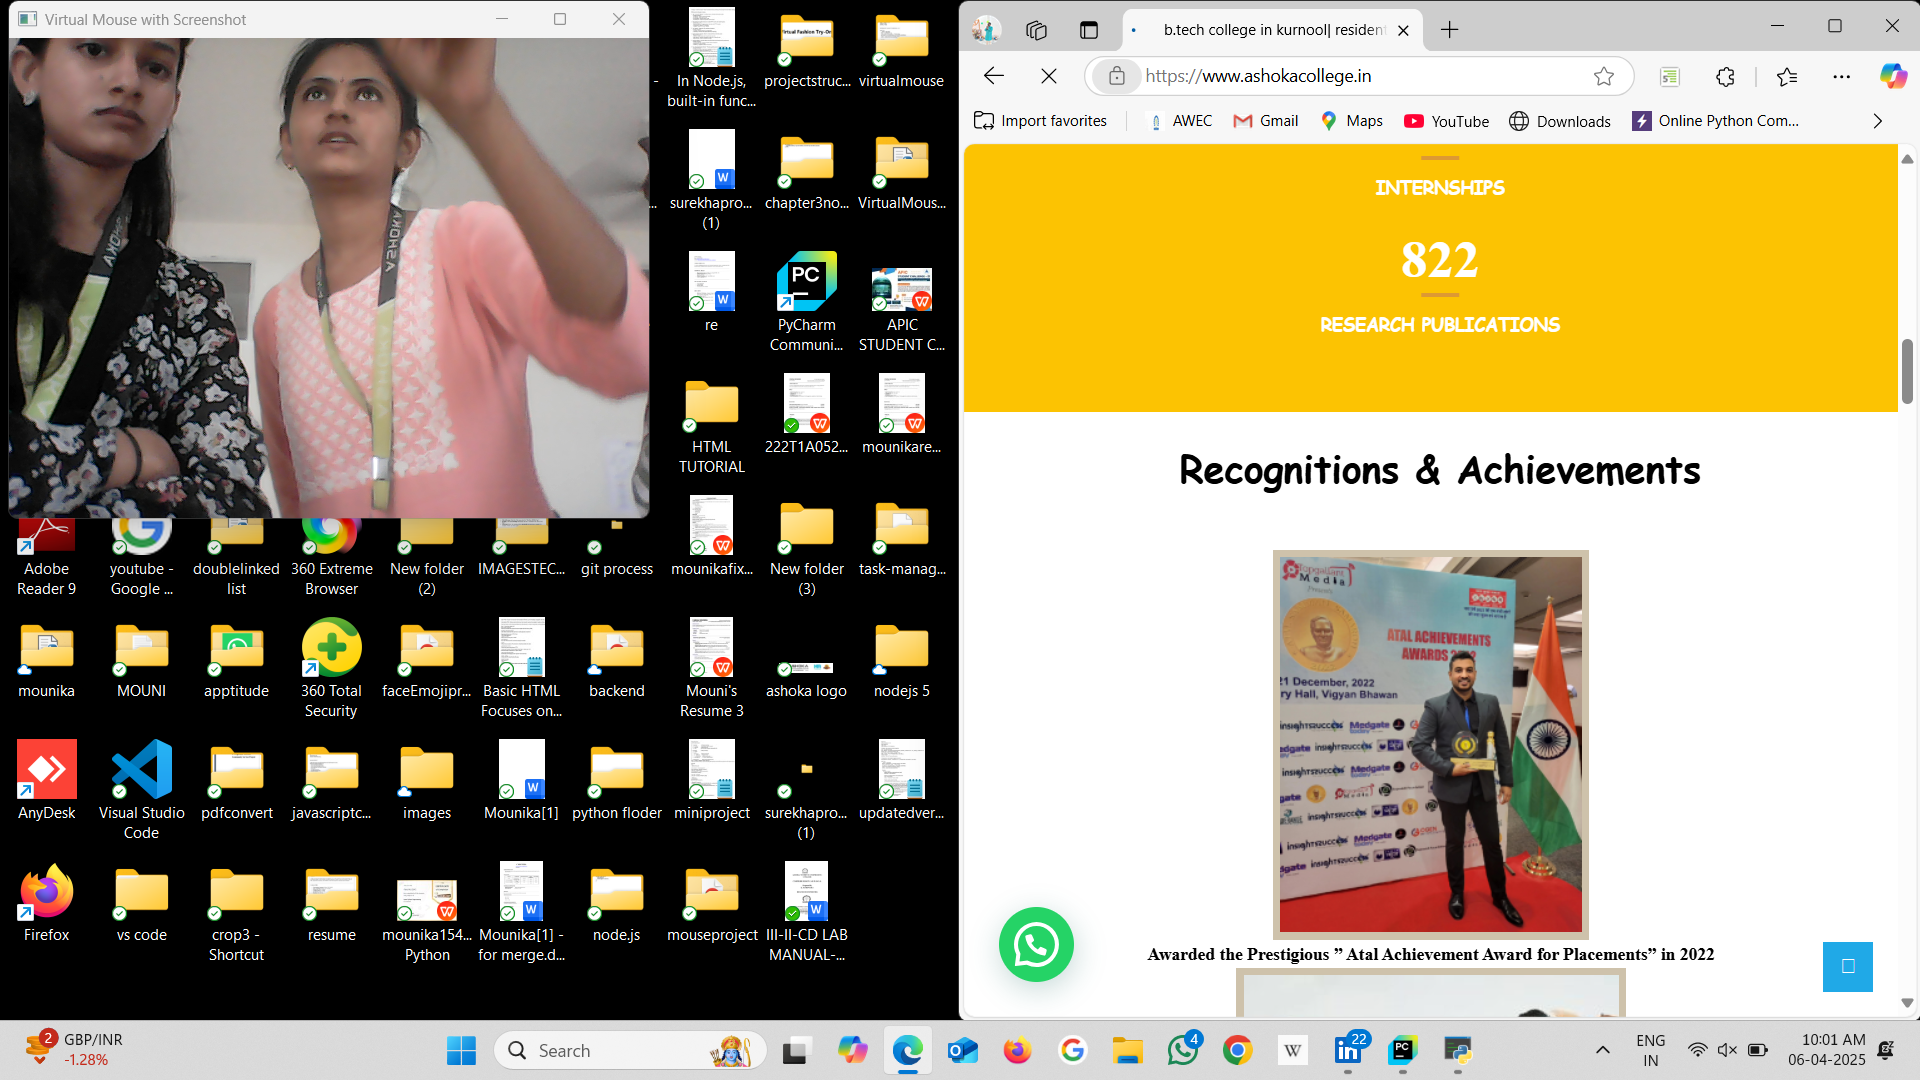 Virtual Mouse with Screenshot
In Node.js,
built-in func...
projectstruc...
virtualmouse
surekhapro...
(1)
chapter3no...
VirtualMous...
re
PyCharm
Communi...
APIC
STUDENT C...
HTML
TUTORIAL
222T1A052...
mounikare...
Adobe
Reader 9
youtube -
Google ...
doublelinked
list
360 Extreme
Browser
New folder
(2)
IMAGESTEC...
git process
mounikafix...
New folder
(3)
task-manag...
mounika
MOUNI
apptitude
360 Total
Security
faceEmojipr...
Basic HTML
Focuses on...
backend
Mouni's
Resume 3
ashoka logo
nodejs 5
AnyDesk
Visual Studio
Code
pdfconvert
javascriptc...
images
Mounika[1]
python floder
miniproject
surekhapro...
(1)
updatedver...
Firefox
vs code
crop3 -
Shortcut
resume
mounika154...
Python
Mounika[1] -
for merge.d...
node.js
mouseproject
III-II-CD LAB
MANUAL-...
b.tech college in kurnool| resident
https://www.ashokacollege.in
Import favorites
AWEC
Gmail
Maps
YouTube
Downloads
Online Python Com...
INTERNSHIPS
822
RESEARCH PUBLICATIONS
Recognitions & Achievements
Topgallant
Media
Presents
ATAL ACHIEVEMENTS
AWARDS 2022
21 December, 2022
ry Hall, Vigyan Bhawan
Awarded the Prestigious ” Atal Achievement Award for Placements” in 2022
2
GBP/INR
-1.28%
Search
4
22
ENG
IN
10:01 AM
06-04-2025